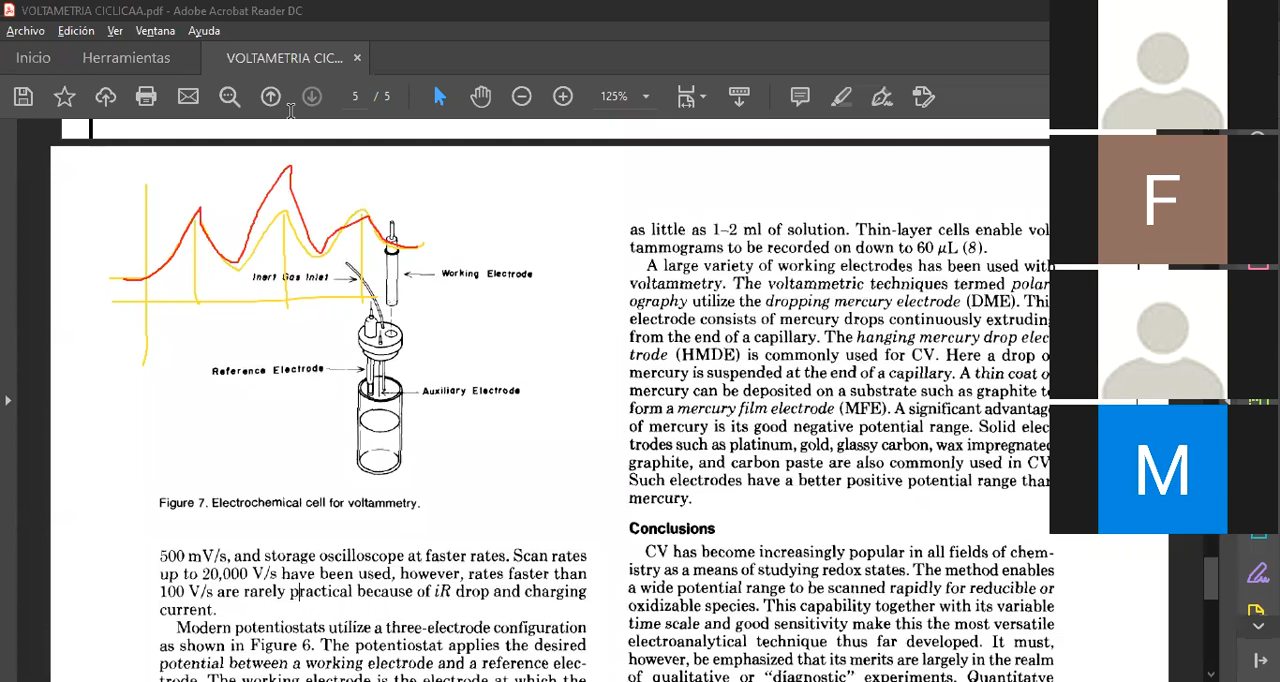 VOLTAMETRIA CICLICAA.pdf - Adobe Acrobat Reader DC
Archivo Edición Ver Ventana Ayuda
Inicio Herramientas VOLTAMETRIA CIC... ×
5 / 5 125%
Inert Gas Inlet
Working Electrode
Reference Electrode
Auxiliary Electrode
Figure 7. Electrochemical cell for voltammetry.
500 mV/s, and storage oscilloscope at faster rates. Scan rates
up to 20,000 V/s have been used, however, rates faster than
100 V/s are rarely practical because of iR drop and charging
current.
Modern potentiostats utilize a three-electrode configuration
as shown in Figure 6. The potentiostat applies the desired
potential between a working electrode and a reference elec-
trode. The working electrode is the electrode at which the
as little as 1–2 ml of solution. Thin-layer cells enable vol
tammograms to be recorded on down to 60 μL (8).
A large variety of working electrodes has been used with
voltammetry. The voltammetric techniques termed polar
ography utilize the dropping mercury electrode (DME). Thi
electrode consists of mercury drops continuously extrudin
from the end of a capillary. The hanging mercury drop elec
trode (HMDE) is commonly used for CV. Here a drop o
mercury is suspended at the end of a capillary. A thin coat o
mercury can be deposited on a substrate such as graphite t
form a mercury film electrode (MFE). A significant advantag
of mercury is its good negative potential range. Solid elec
trodes such as platinum, gold, glassy carbon, wax impregnated
graphite, and carbon paste are also commonly used in CV
Such electrodes have a better positive potential range than
mercury.
Conclusions
CV has become increasingly popular in all fields of chem-
istry as a means of studying redox states. The method enables
a wide potential range to be scanned rapidly for reducible or
oxidizable species. This capability together with its variable
time scale and good sensitivity make this the most versatile
electroanalytical technique thus far developed. It must,
however, be emphasized that its merits are largely in the realm
of qualitative or "diagnostic" experiments. Quantitatve
F
M